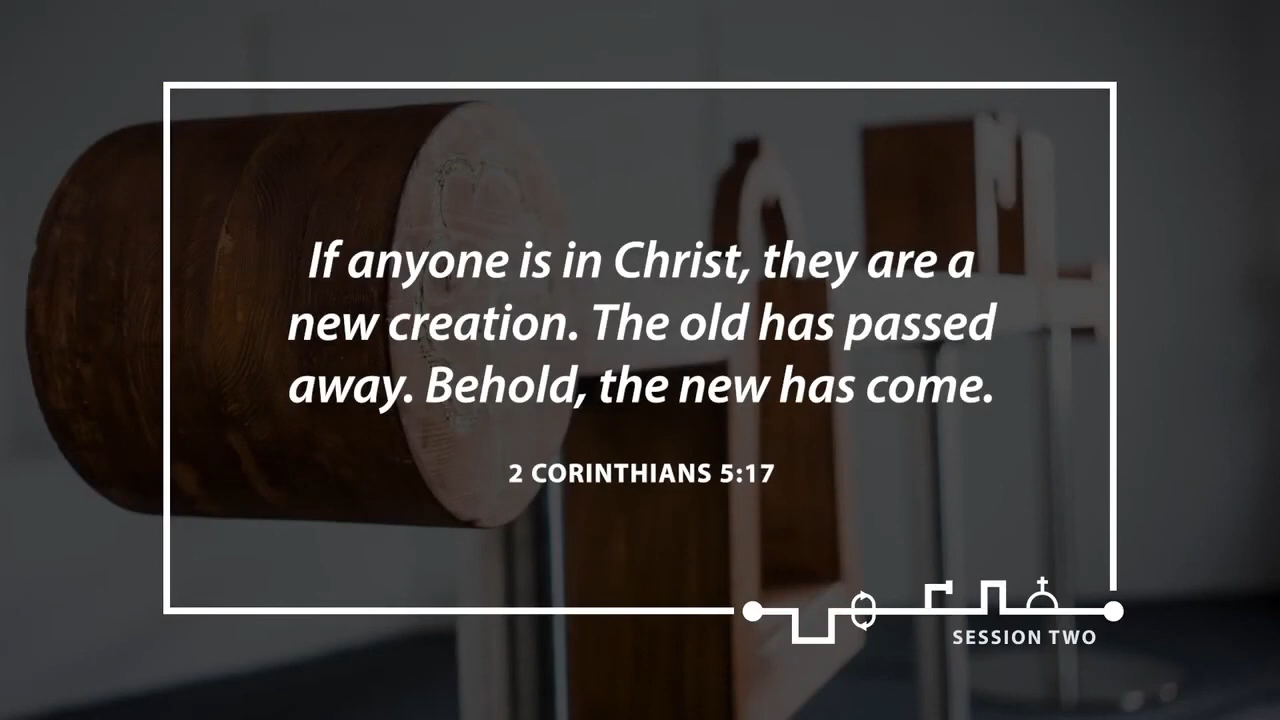 If anyone is in Christ, they are a
new creation. The old has passed
away. Behold, the new has come.
2 CORINTHIANS 5:17
SESSION TWO